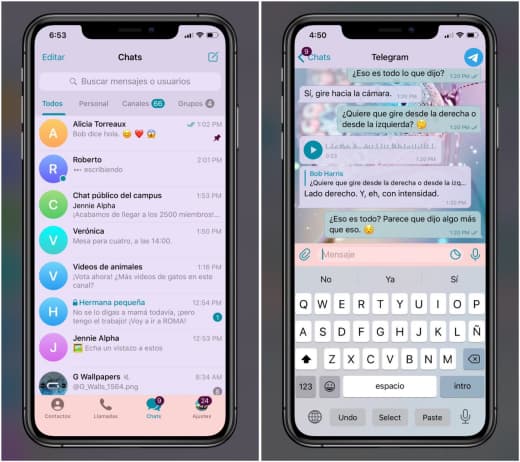 6:53
Editar
Chats
Buscar mensajes o usuarios
Todos Personal Canales 66 Grupos 4
A
Alicia Torreaux
1:02 PM
Bob dice hola. 😊 ❤️ 😱
R
Roberto
2:01 PM
••• escribiendo
C
Chat público del campus
1:53 PM
Jennie Alpha
¡Acabamos de llegar a los 2500 miembros!...
V
Verónica
1:50 PM
Mesa para cuatro, a las 14:00.
V
Videos de animales
1:16 PM
¡Vota ahora! ¿Más videos de gatos en este
canal?
H
Hermana pequeña
12:54 PM
No se lo digas a mamá todavía, ¡pero
tengo el trabajo! ¡Voy a ir a ROMA!
1
J
Jennie Alpha
12:53 PM
Echa un vistazo a estos
G Wallpapers
8:34 AM
@G_Walls_1564.png
8
Contactos
Llamadas
9
Chats
24
Ajustes
4:50
9
Chats
Telegram
¿Eso es todo lo que dijo?
1:20 PM
Sí, gire hacia la cámara.
1:20 PM
¿Quiere que gire desde la derecha o
desde la izquierda? 🤔
1:20 PM
0:23
1:20 PM
Bob Harris
¿Quiere que gire desde la derecha o desde la izq...
Lado derecho. Y, eh, con intensidad.
1:20 PM
¿Eso es todo? Parece que dijo algo más
que eso. 😟
1:20 PM
Mensaje
No Ya Sí
Q W E R T Y U I O P
A S D F G H J K L Ñ
Z X C V B N M
123 espacio intro
Undo Select Paste